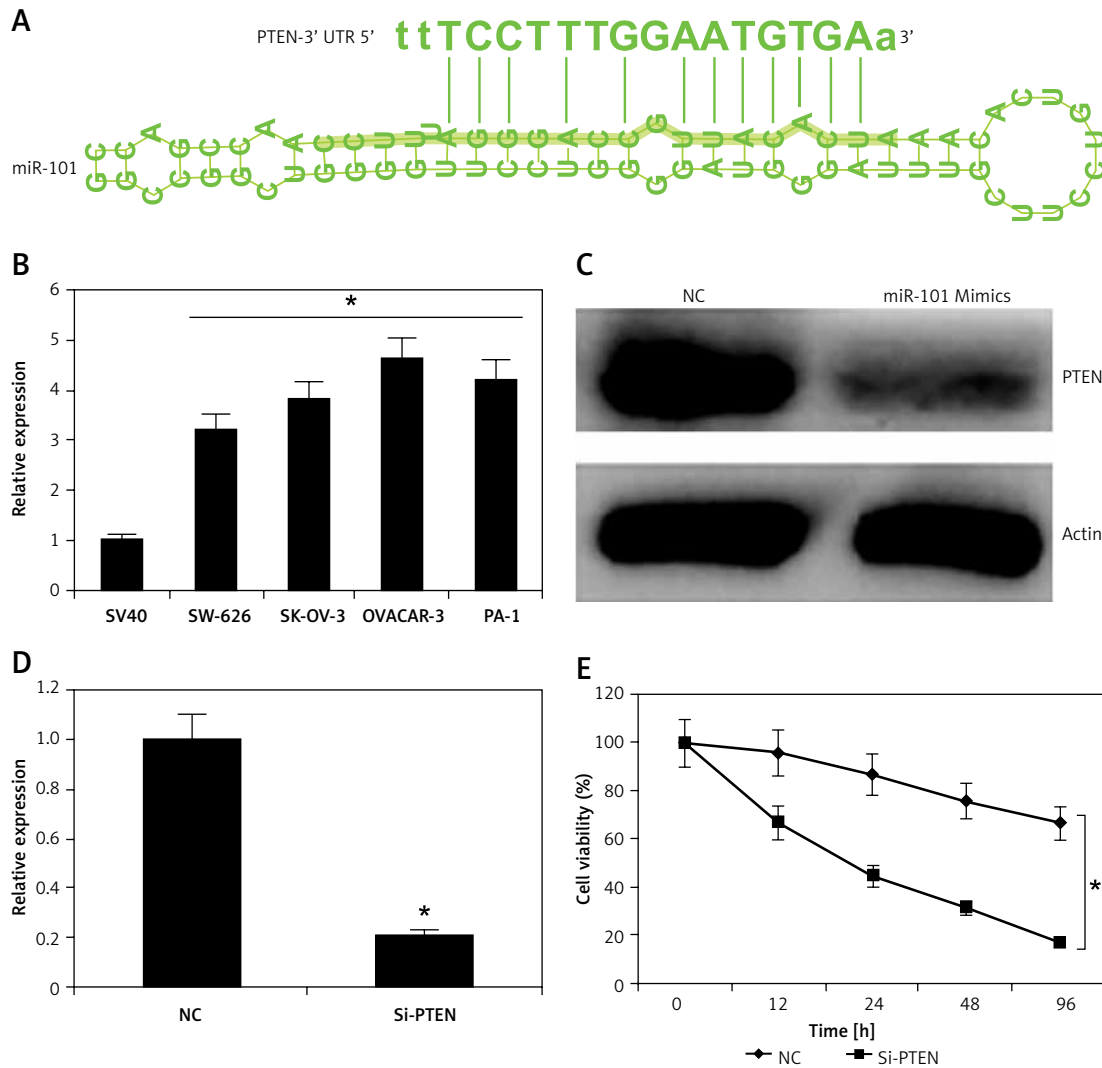 A
PTEN-3' UTR 5' ttTCCTTTGGAATGTGAa 3'
miR-101
B
6
5
4
3
2
1
0
Relative expression
*
SV40 SW-626 SK-OV-3 OVACAR-3 PA-1
C
NC miR-101 Mimics
PTEN
Actin
D
1.2
1.0
0.8
0.6
0.4
0.2
0
Relative expression
*
NC Si-PTEN
E
120
100
80
60
40
20
0
Cell viability (%)
*
0 12 24 48 96
Time [h]
NC Si-PTEN